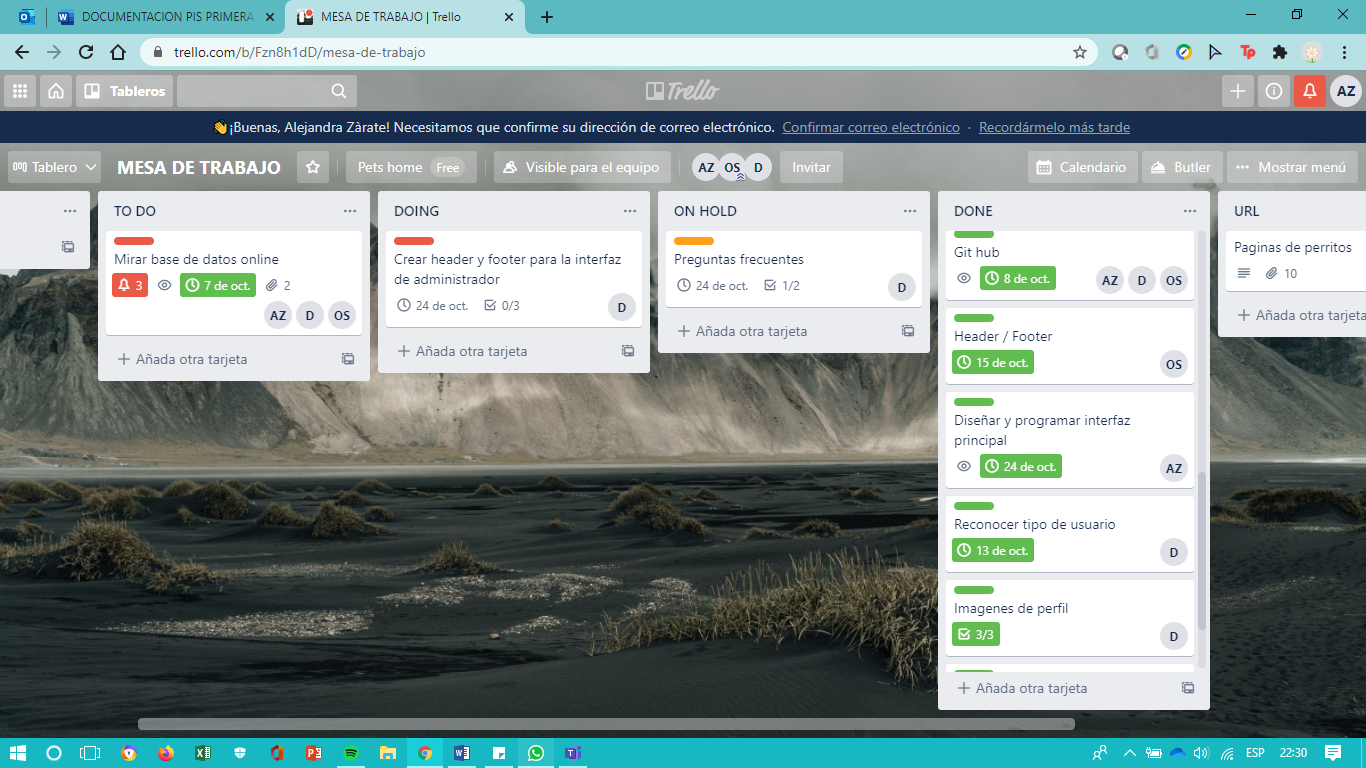 DOCUMENTACION PIS PRIMERA
MESA DE TRABAJO | Trello
trello.com/b/Fzn8h1dD/mesa-de-trabajo
Tableros
Trello
AZ
👋¡Buenas, Alejandra Zàrate! Necesitamos que confirme su dirección de correo electrónico. Confirmar correo electrónico · Recordármelo más tarde
Tablero
MESA DE TRABAJO
Pets home Free
Visible para el equipo
AZ OS D
Invitar
Calendario
Butler
Mostrar menú
TO DO
Mirar base de datos online
3 7 de oct. 2
AZ D OS
+ Añada otra tarjeta
DOING
Crear header y footer para la interfaz
de administrador
24 de oct. 0/3
D
+ Añada otra tarjeta
ON HOLD
Preguntas frecuentes
24 de oct. 1/2
D
+ Añada otra tarjeta
DONE
Git hub
8 de oct.
AZ D OS
Header / Footer
15 de oct.
OS
Diseñar y programar interfaz
principal
24 de oct.
AZ
Reconocer tipo de usuario
13 de oct.
D
Imagenes de perfil
3/3
D
+ Añada otra tarjeta
URL
Paginas de perritos
10
+ Añada otra tarjeta
ESP
22:30